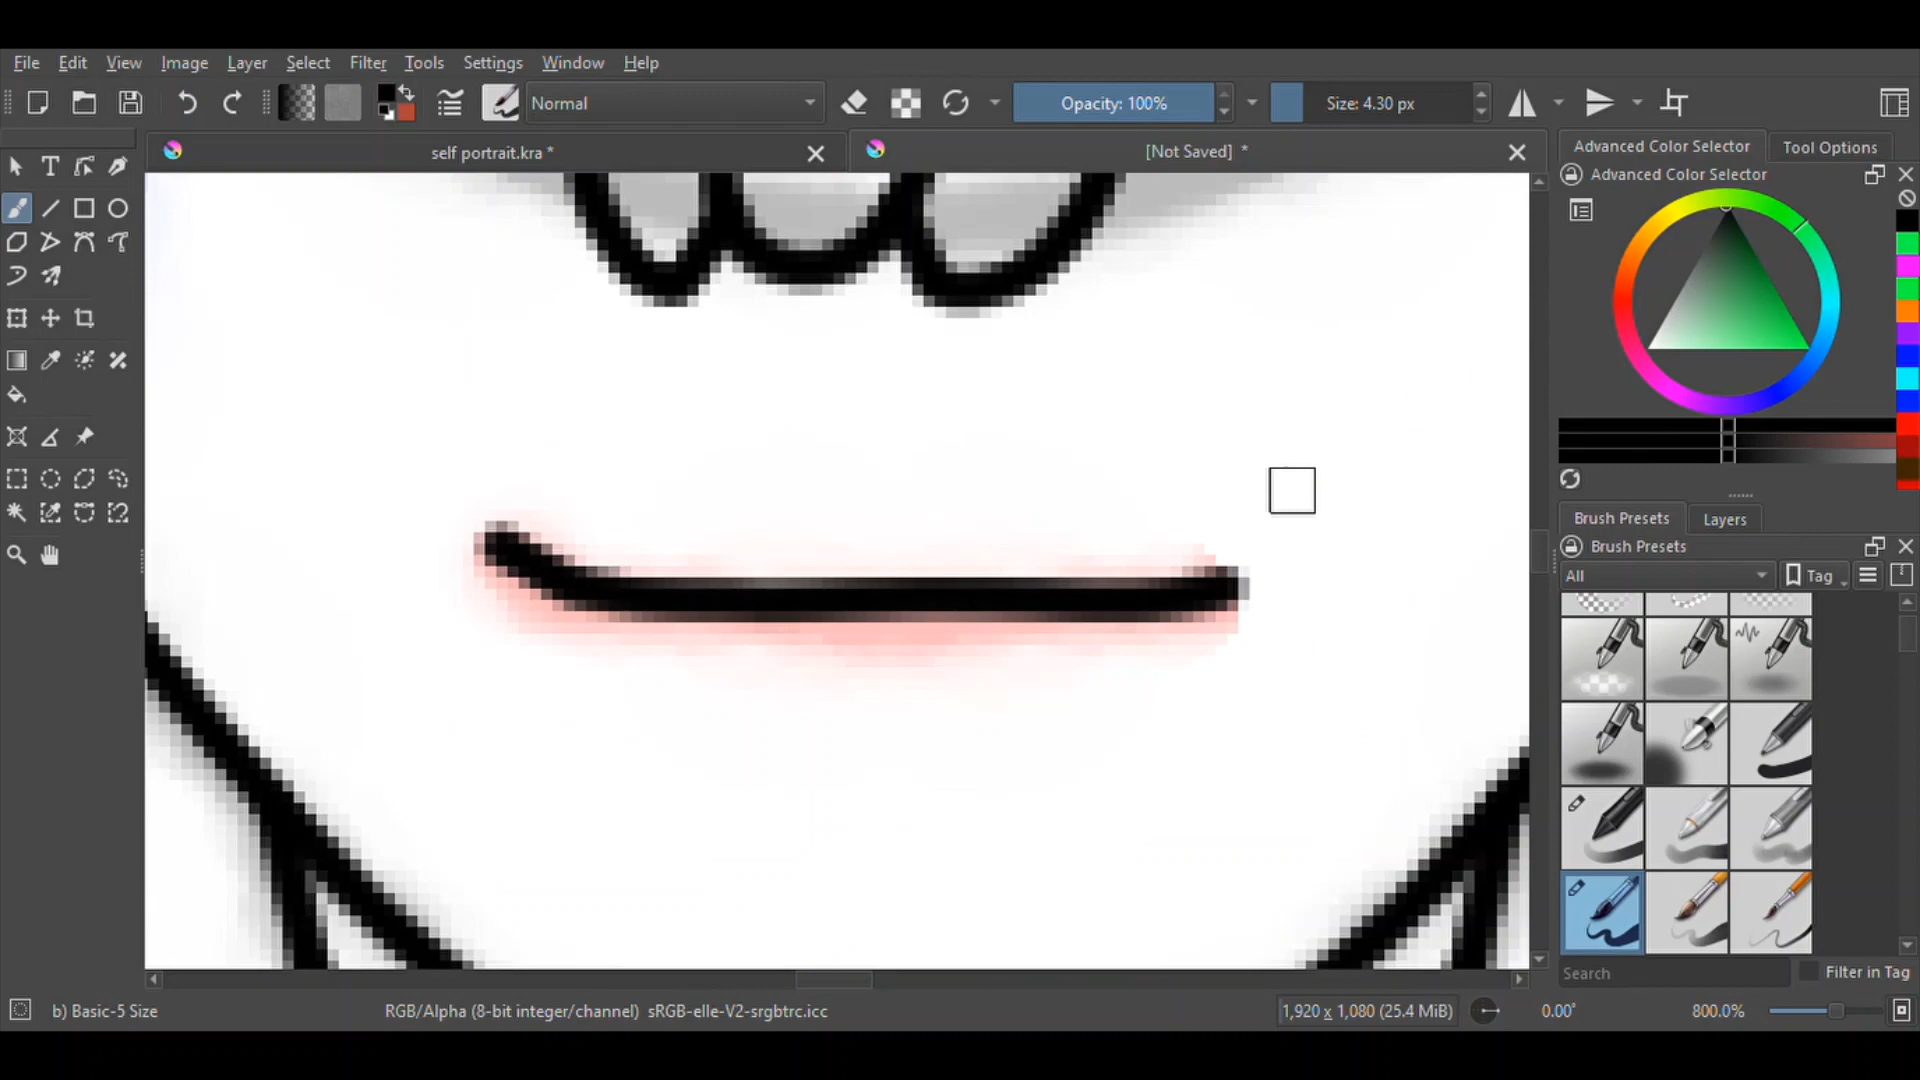 File Edit View Image Layer Select Filter Tools Settings Window Help
Normal Opacity: 100% Size: 4.30 px
self portrait.kra * [Not Saved] *
Advanced Color Selector Tool Options
Advanced Color Selector
Brush Presets Layers
Brush Presets
All Tag
Search Filter in Tag
b) Basic-5 Size RGB/Alpha (8-bit integer/channel) sRGB-elle-V2-srgbtrc.icc 1,920 x 1,080 (25.4 MiB) 0.00° 800.0%